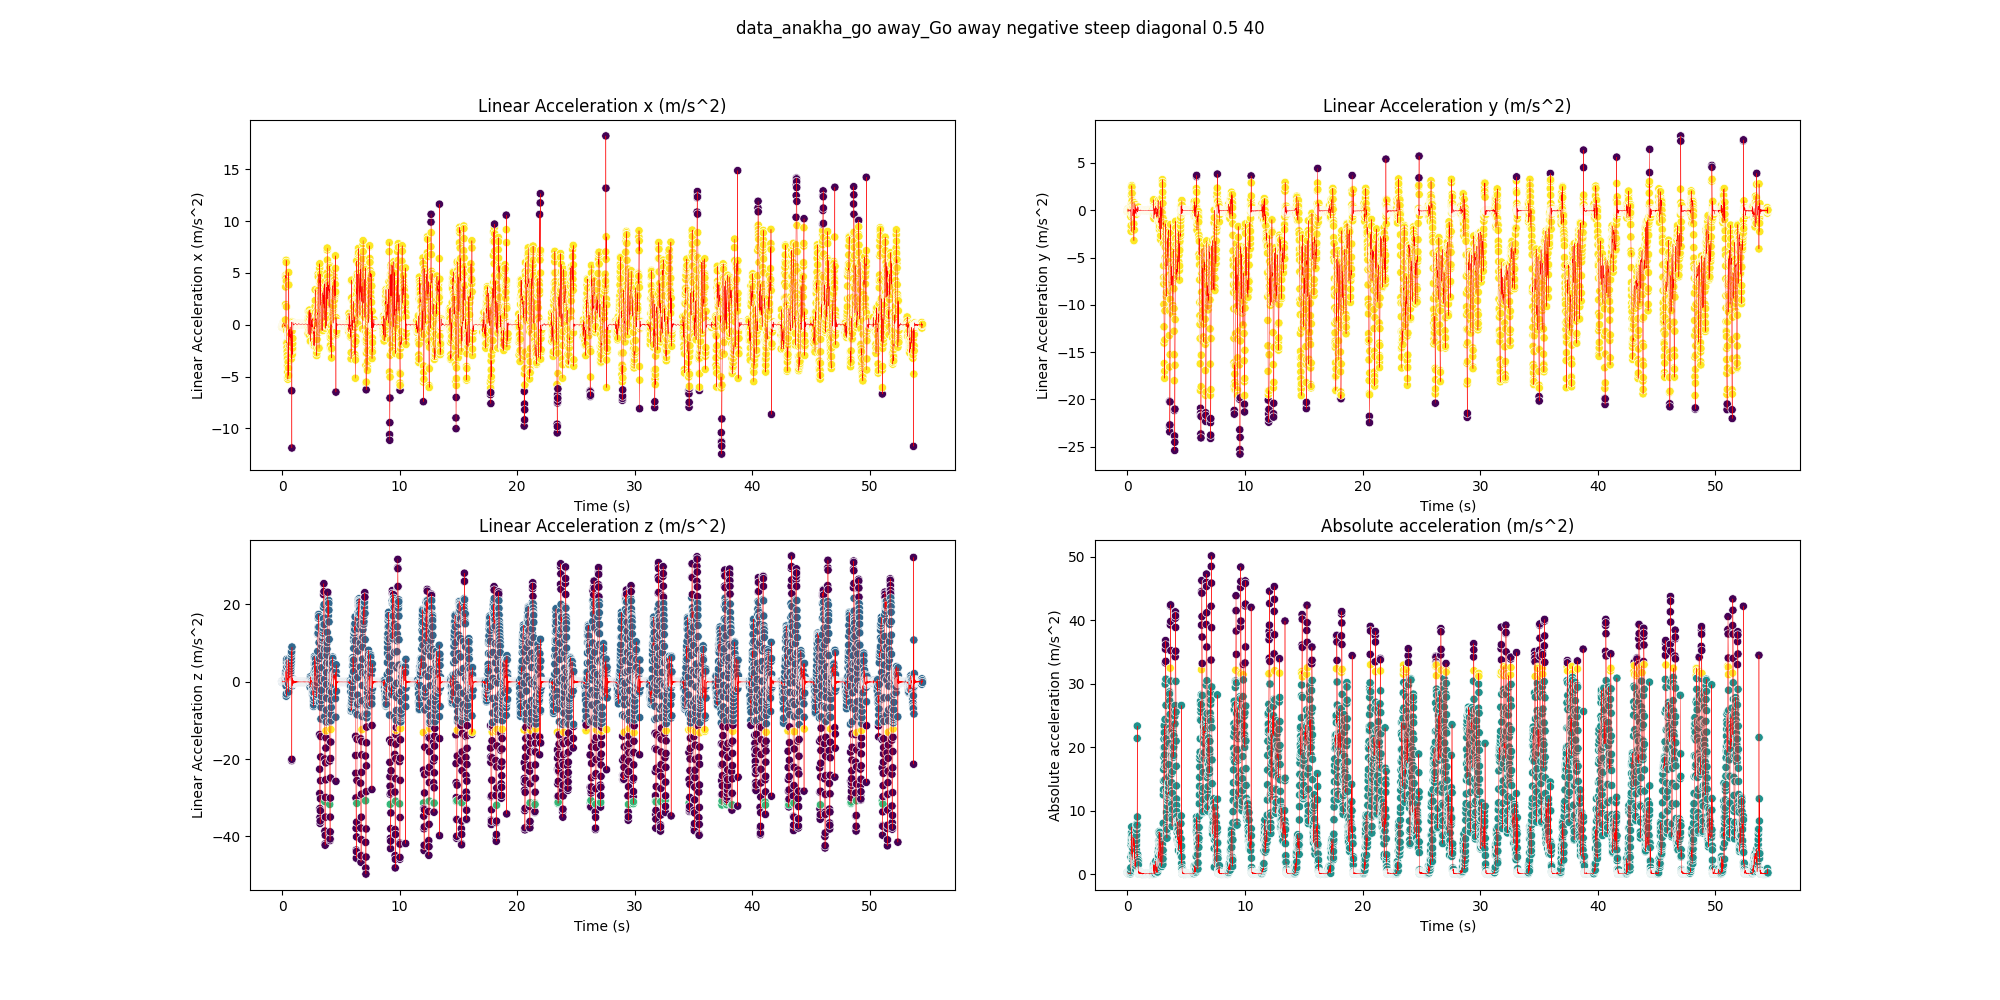 data_anakha_go away_Go away negative steep diagonal 0.5 40
Linear Acceleration x (m/s^2)
Linear Acceleration x (m/s^2)
15
10
5
0
−5
−10
0 10 20 30 40 50
Time (s)
Linear Acceleration y (m/s^2)
Linear Acceleration y (m/s^2)
5
0
−5
−10
−15
−20
−25
0 10 20 30 40 50
Time (s)
Linear Acceleration z (m/s^2)
Linear Acceleration z (m/s^2)
20
0
−20
−40
0 10 20 30 40 50
Time (s)
Absolute acceleration (m/s^2)
Absolute acceleration (m/s^2)
50
40
30
20
10
0
0 10 20 30 40 50
Time (s)